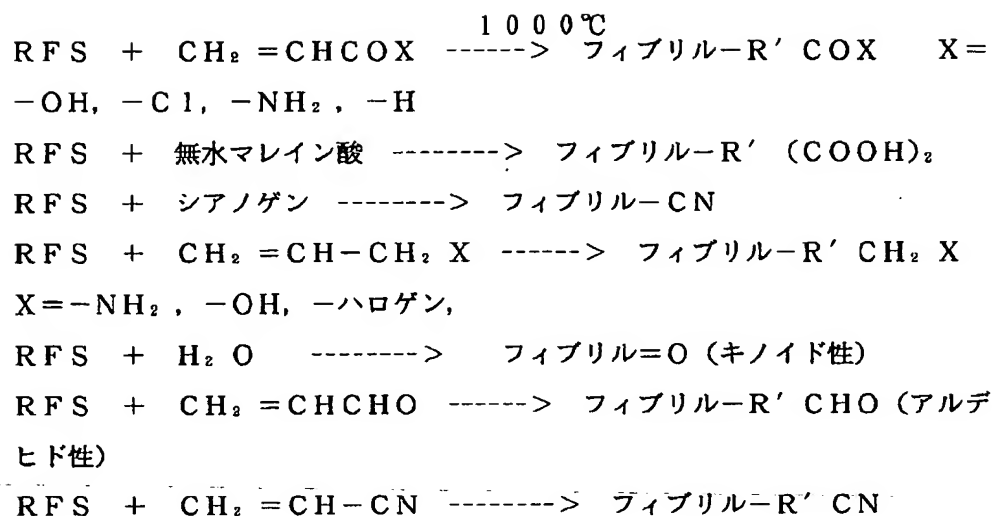 1000℃
RFS + CH₂=CHCOX ------> フィブリル−R′COX X=
−OH, −Cl, −NH₂, −H
RFS + 無水マレイン酸 --------> フィブリル−R′(COOH)₂
RFS + シアノゲン --------> フィブリル−CN
RFS + CH₂=CH−CH₂X ------> フィブリル−R′CH₂X
X=−NH₂, −OH, −ハロゲン,
RFS + H₂O --------> フィブリル=O(キノイド性)
RFS + CH₂=CHCHO ------> フィブリル−R′CHO(アルデ
ヒド性)
RFS + CH₂=CH−CN --------> フィブリル−R′CN